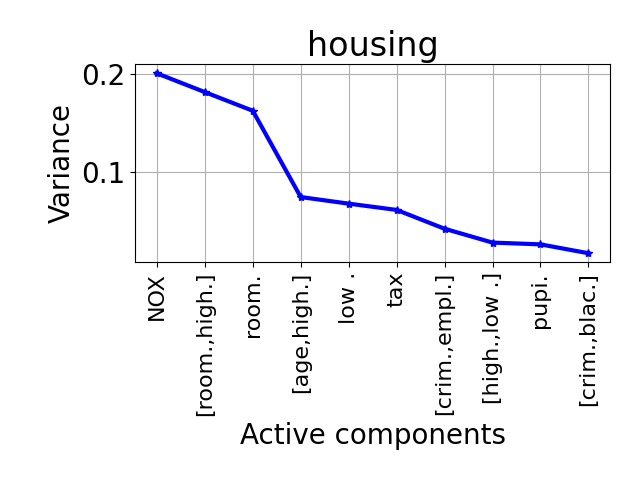 housing
Variance
0.2
0.1
NOX
[room.,high.]
room.
[age,high.]
low .
tax
[crim.,empl.]
[high.,low .]
pupi.
[crim.,blac.]
Active components